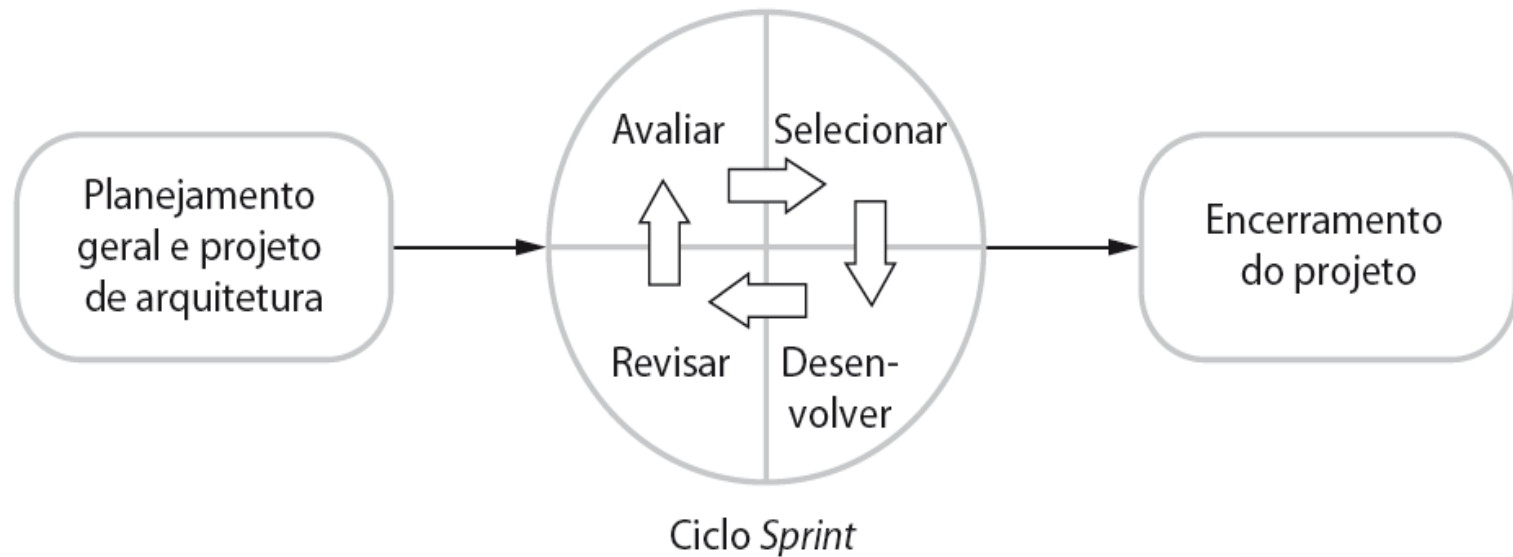 Planejamento
geral e projeto
de arquitetura
Avaliar
Selecionar
Revisar
Desen-
volver
Encerramento
do projeto
Ciclo Sprint